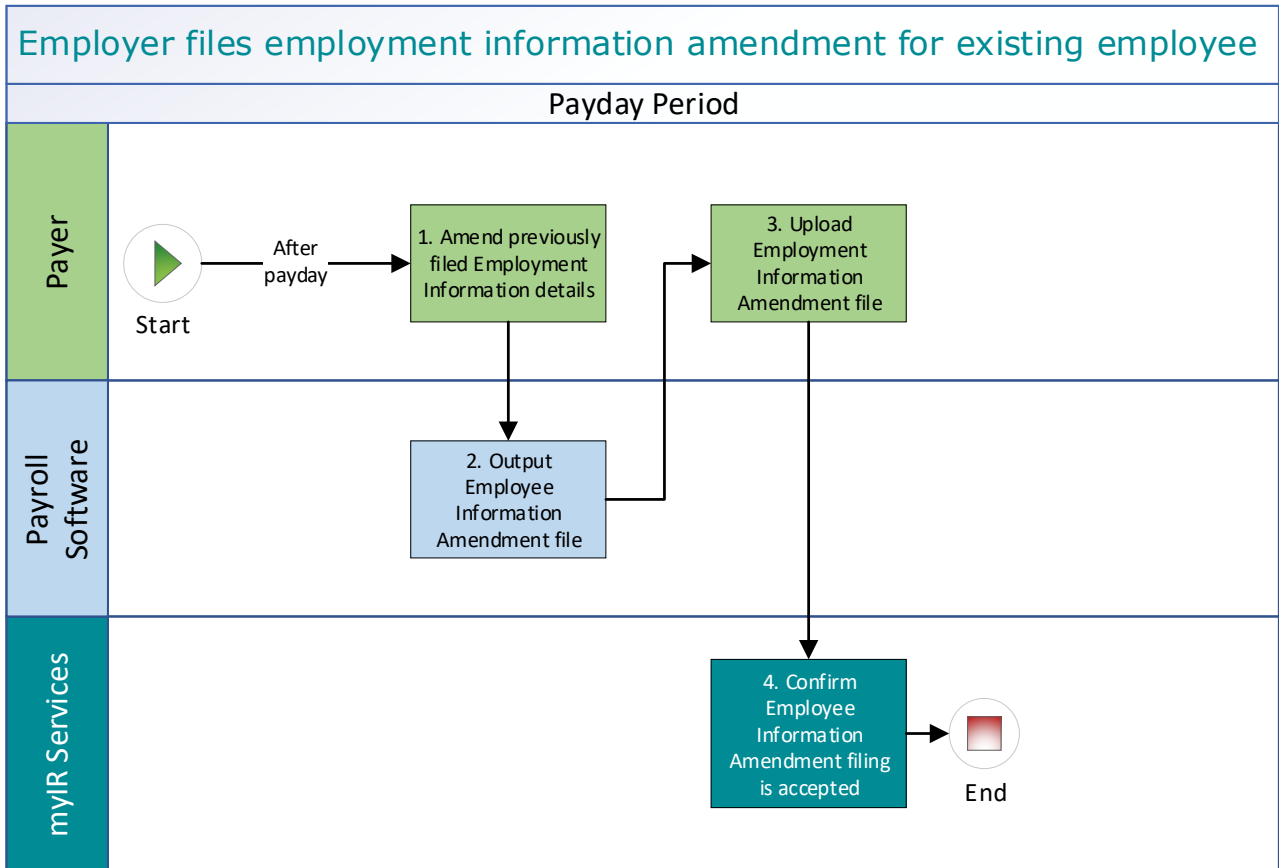 Employer files employment information amendment for existing employee
Payday Period
Payer
Start
After
payday
1. Amend previously
filed Employment
Information details
3. Upload
Employment
Information
Amendment file
Payroll
Software
2. Output
Employee
Information
Amendment file
myIR Services
4. Confirm
Employee
Information
Amendment filing
is accepted
End